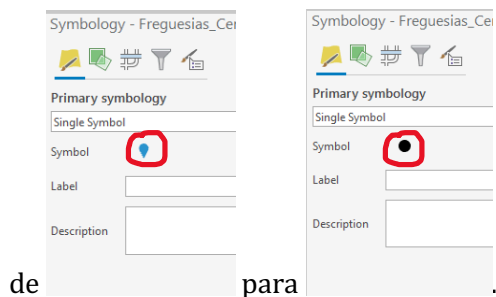 Symbology - Freguesias_Cer
Primary symbology
Single Symbol
Symbol
Label
Description
Symbology - Freguesias_Cer
Primary symbology
Single Symbol
Symbol
Label
Description
de para .